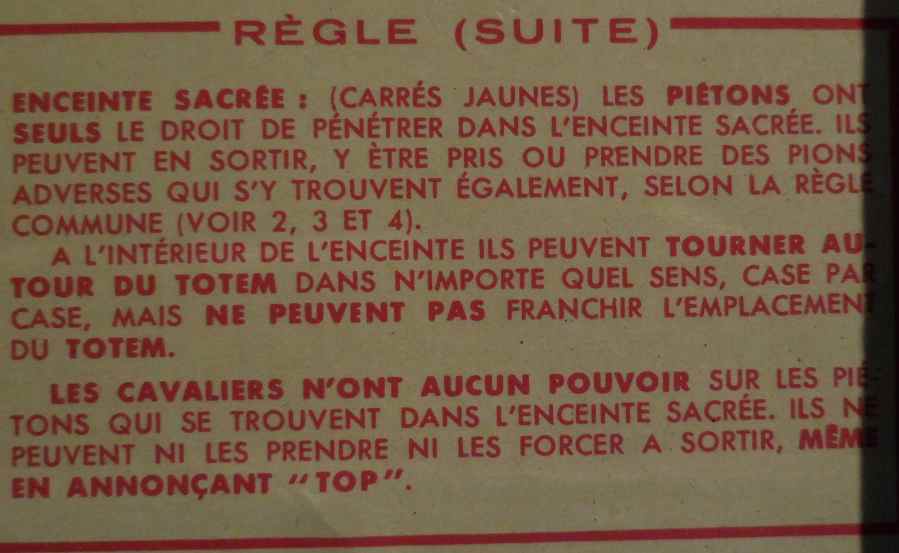 RÈGLE (SUITE)
ENCEINTE SACRÉE : (CARRÉS JAUNES) LES PIÉTONS ONT
SEULS LE DROIT DE PÉNÉTRER DANS L'ENCEINTE SACRÉE. ILS
PEUVENT EN SORTIR, Y ÈTRE PRIS OU PRENDRE DES PIONS
ADVERSES QUI S'Y TROUVENT ÉGALEMENT, SELON LA RÈGLE
COMMUNE (VOIR 2, 3 ET 4).
A L'INTÉRIEUR DE L'ENCEINTE ILS PEUVENT TOURNER AU-
TOUR DU TOTEM DANS N'IMPORTE QUEL SENS, CASE PAR
CASE, MAIS NE PEUVENT PAS FRANCHIR L'EMPLACEMENT
DU TOTEM.
LES CAVALIERS N'ONT AUCUN POUVOIR SUR LES PIÉ-
TONS QUI SE TROUVENT DANS L'ENCEINTE SACRÉE. ILS NE
PEUVENT NI LES PRENDRE NI LES FORCER A SORTIR, MÊME
EN ANNONÇANT "TOP".